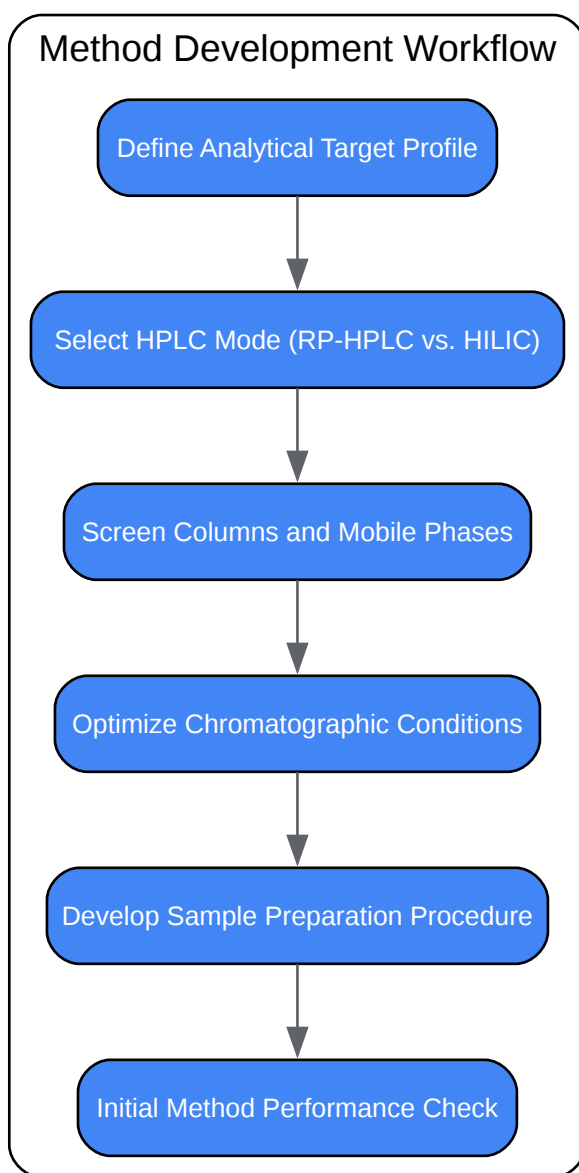 Method Development Workflow
Define Analytical Target Profile
Select HPLC Mode (RP-HPLC vs. HILIC)
Screen Columns and Mobile Phases
Optimize Chromatographic Conditions
Develop Sample Preparation Procedure
Initial Method Performance Check